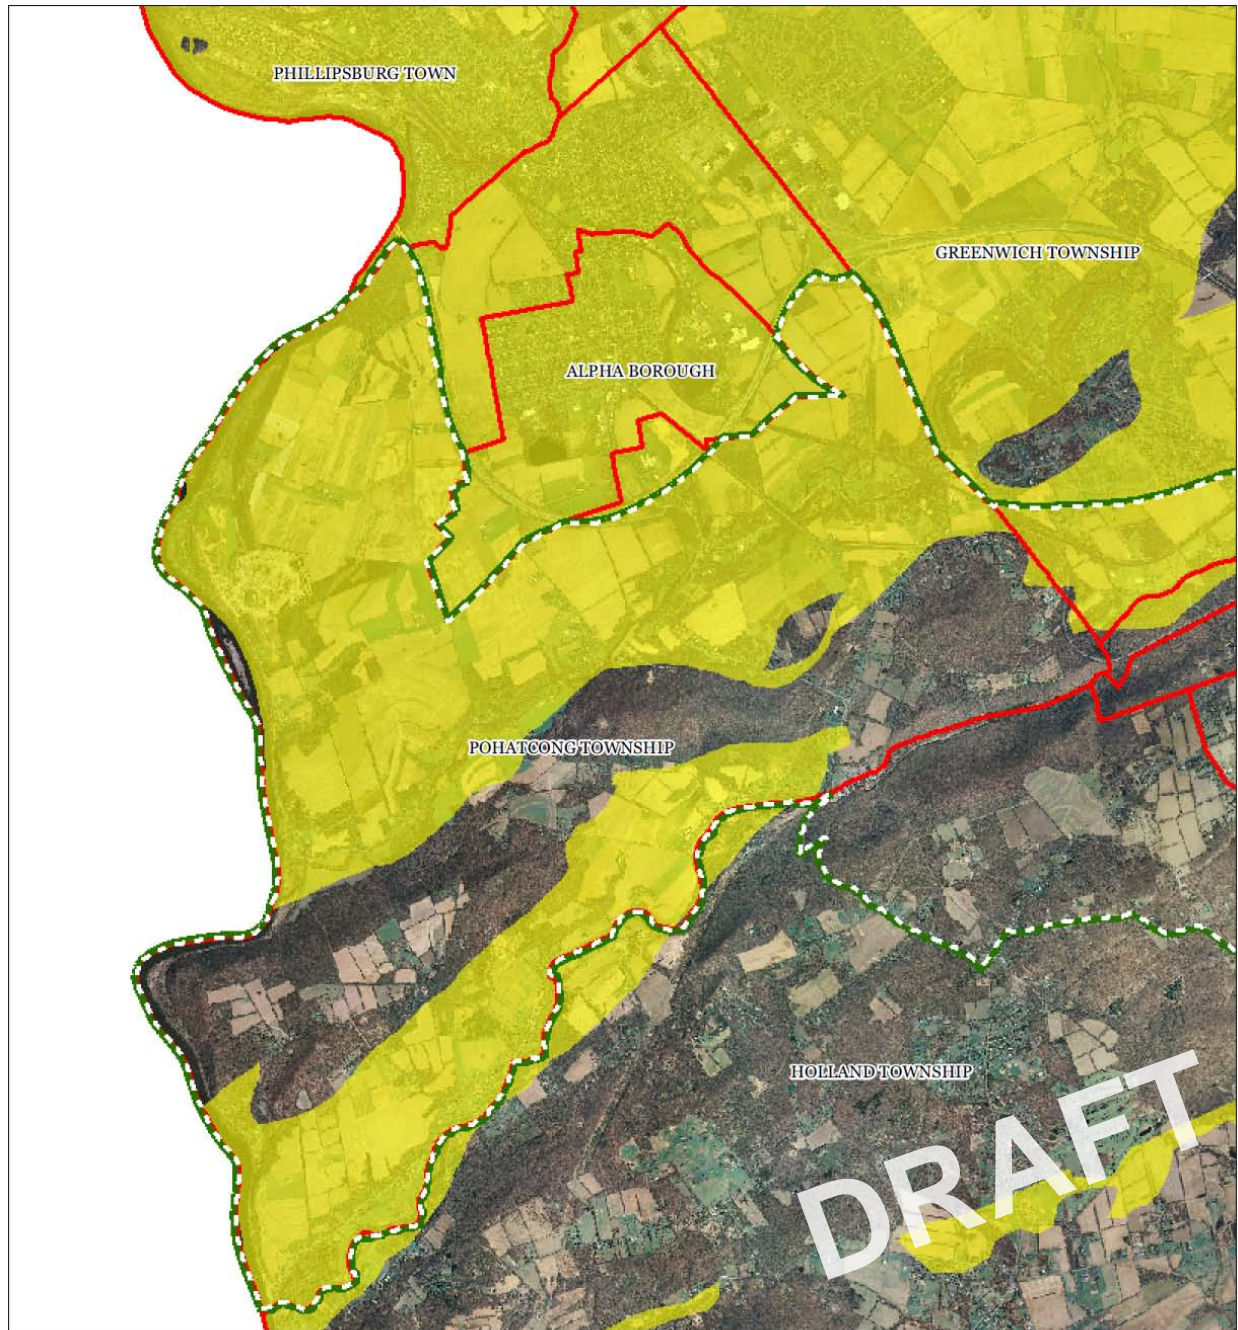 PHILLIPSBURG TOWN
GREENWICH TOWNSHIP
ALPHA BOROUGH
POHATCONG TOWNSHIP
HOLLAND TOWNSHIP
DRAFT